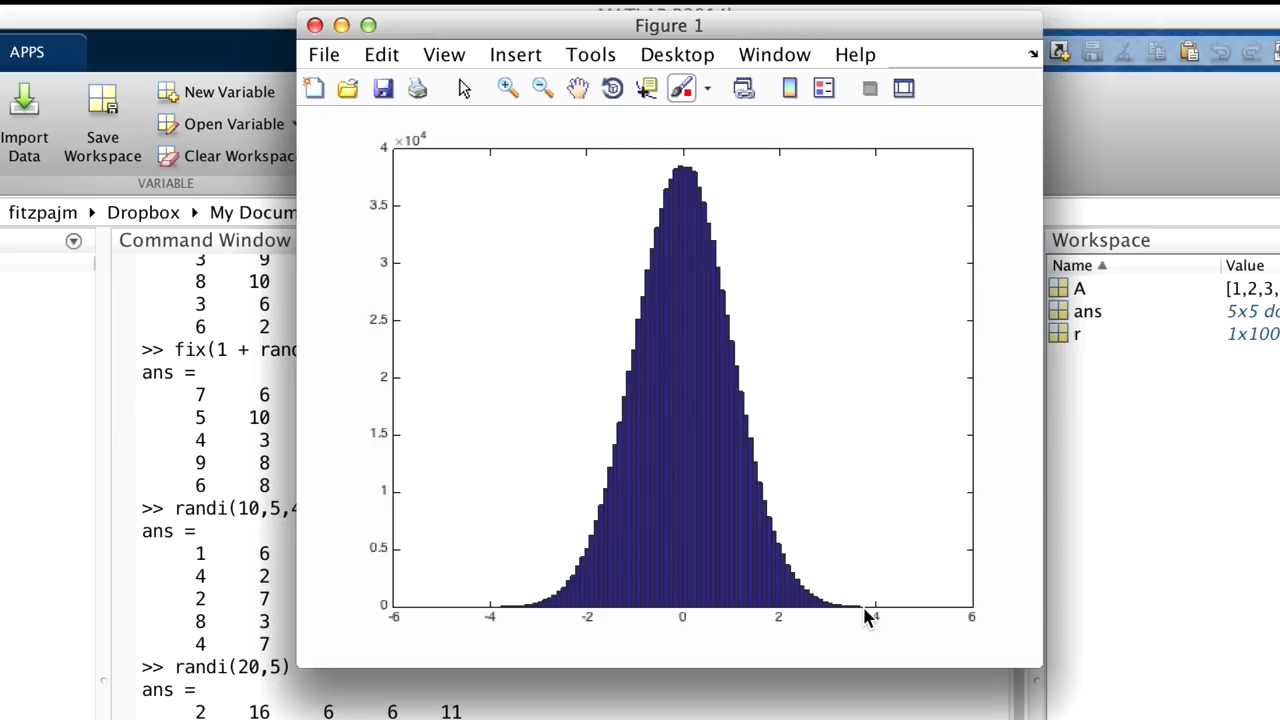 Figure 1
APPS
File Edit View Insert Tools Desktop Window Help
New Variable
Open Variable
Import Data
Save Workspace
Clear Workspac
VARIABLE
fitzpajm Dropbox My Docum
Command Window
3 9
8 10
3 6
6 2
>> fix(1 + rand
ans =
7 6
5 10
4 3
9 8
6 8
>> randi(10,5,4
ans =
1 6
4 2
2 7
8 3
4 7
>> randi(20,5)
ans =
2 16 6 6 11
×10^4
4
3.5
3
2.5
2
1.5
1
0.5
0
-6 -4 -2 0 2 4 6
Workspace
Name Value
A [1,2,3,
ans 5x5 do
r 1x100